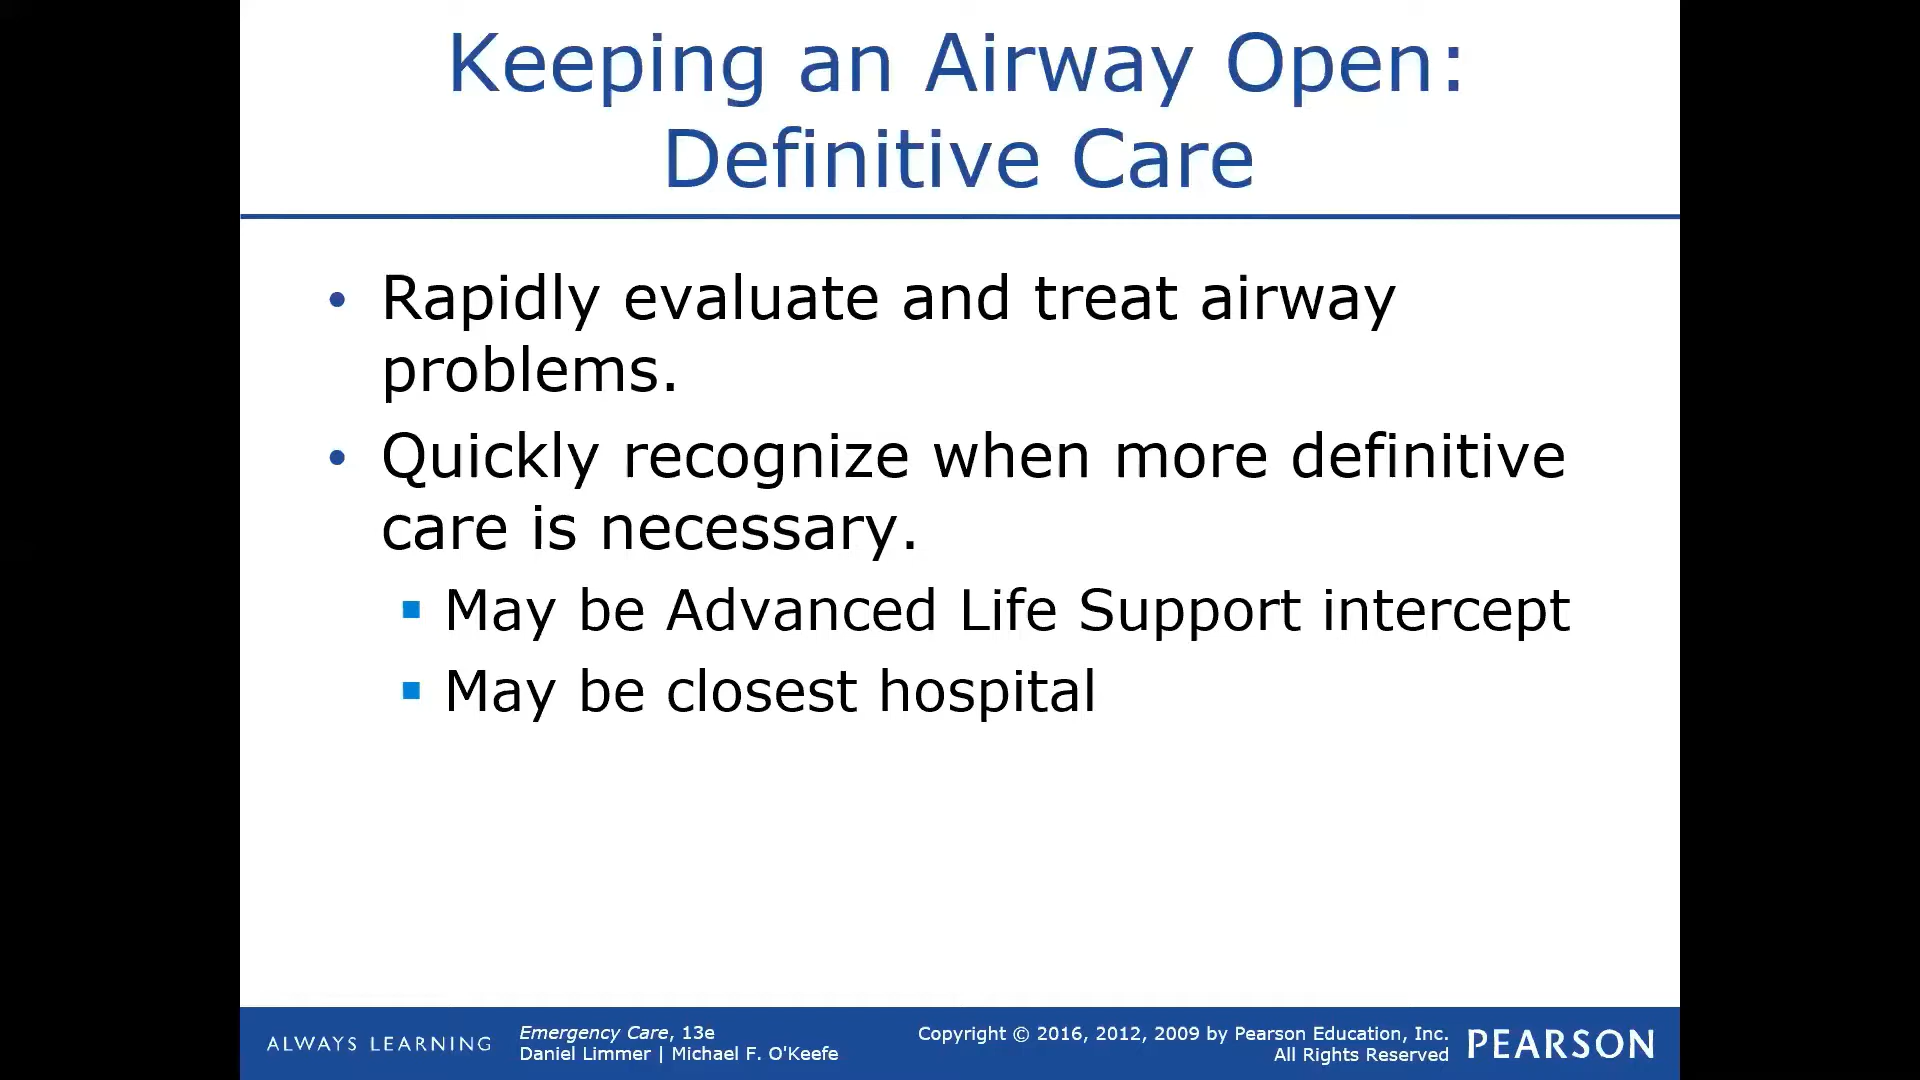 Keeping an Airway Open:
Definitive Care
• Rapidly evaluate and treat airway
problems.
• Quickly recognize when more definitive
care is necessary.
▪ May be Advanced Life Support intercept
▪ May be closest hospital
ALWAYS LEARNING
Emergency Care, 13e
Daniel Limmer | Michael F. O'Keefe
Copyright © 2016, 2012, 2009 by Pearson Education, Inc.
All Rights Reserved
PEARSON